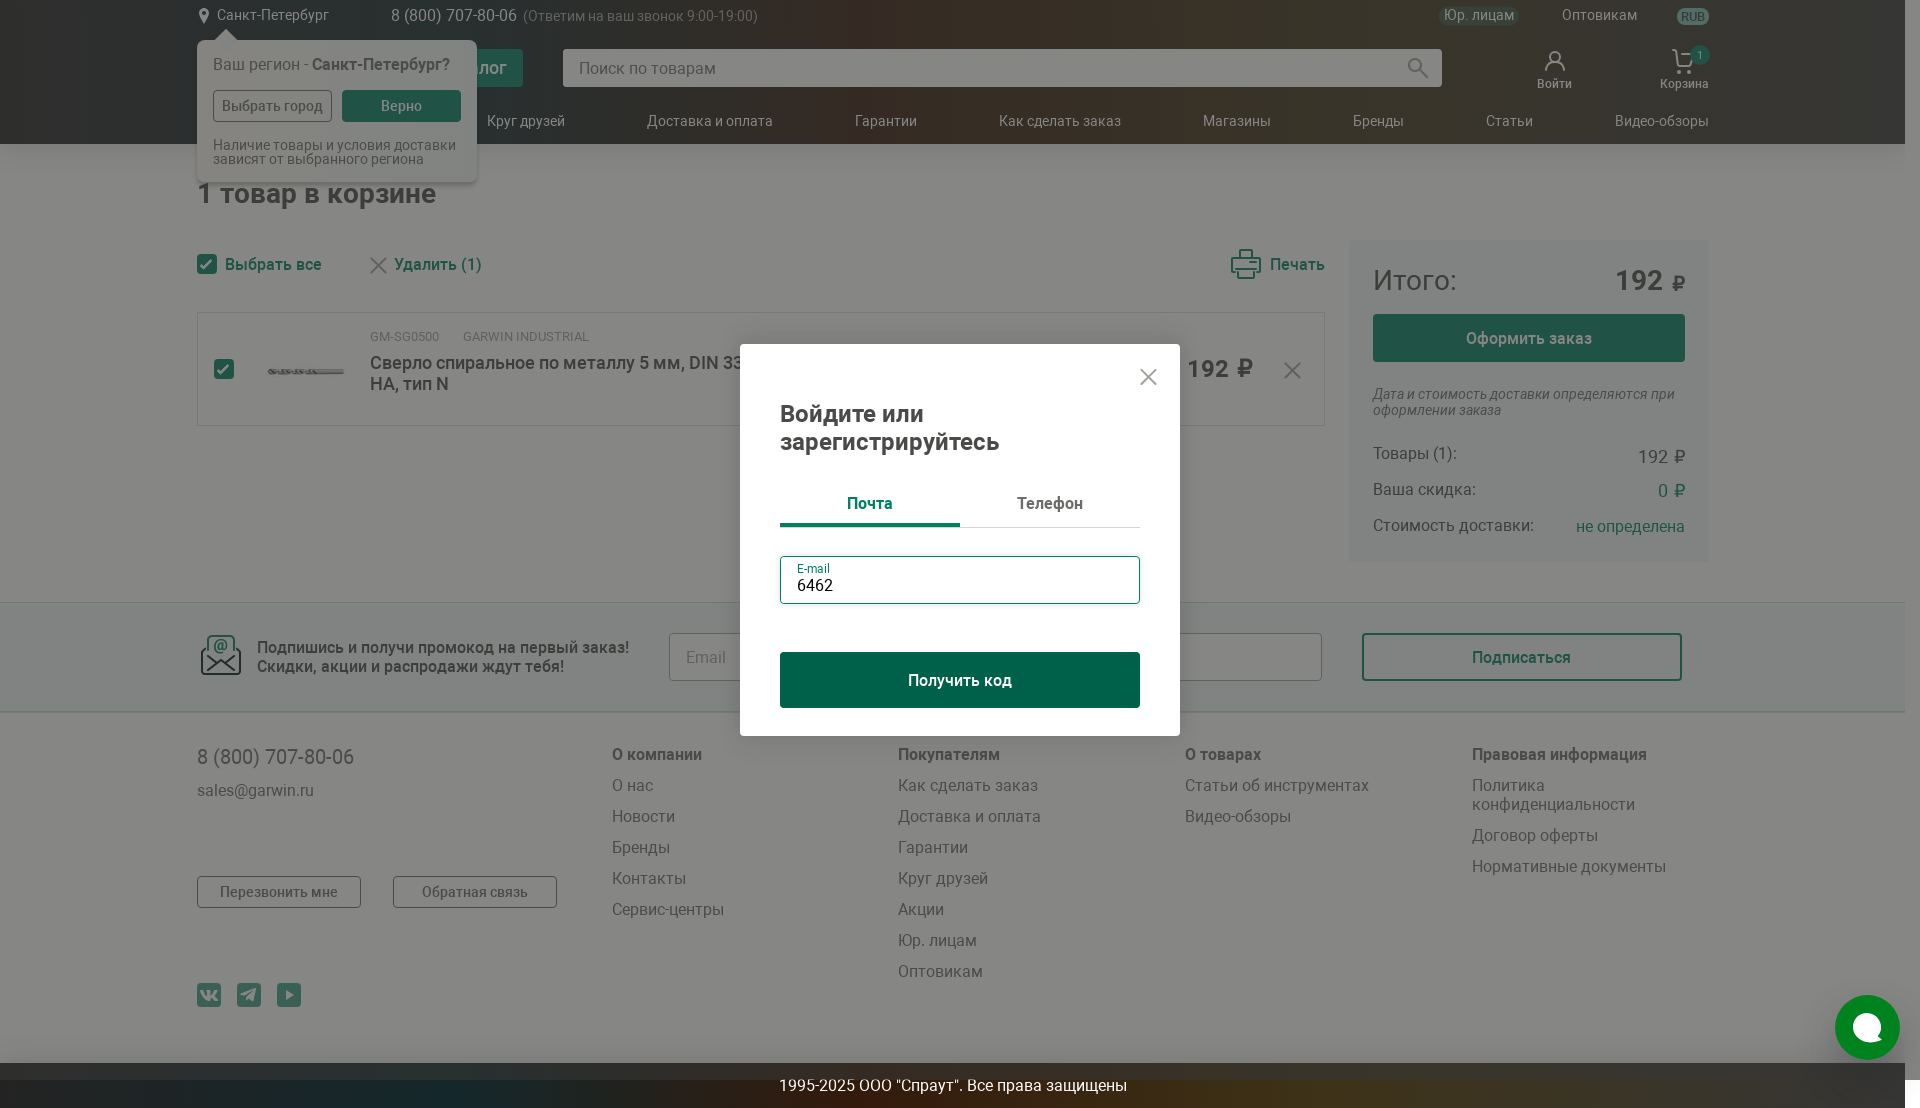 Санкт-Петербург
8 (800) 707-80-06 (Ответим на ваш звонок 9:00-19:00)
Юр. лицам
Оптовикам
RUB
Ваш регион - Санкт-Петербург?
Выбрать город
Верно
Наличие товары и условия доставки
зависят от выбранного региона
Поиск по товарам
Войти
1
Корзина
Круг друзей
Доставка и оплата
Гарантии
Как сделать заказ
Магазины
Бренды
Статьи
Видео-обзоры
1 товар в корзине
Выбрать все
Удалить (1)
Печать
GM-SG0500
GARWIN INDUSTRIAL
Сверло спиральное по металлу 5 мм, DIN 33
НА, тип N
192 ₽
Итого:
192 ₽
Оформить заказ
Дата и стоимость доставки определяются при
оформлении заказа
Товары (1):
192 ₽
Ваша скидка:
0 ₽
Стоимость доставки:
не определена
Войдите или
зарегистрируйтесь
Почта
Телефон
E-mail
6462
Получить код
Подпишись и получи промокод на первый заказ!
Скидки, акции и распродажи ждут тебя!
Email
Подписаться
8 (800) 707-80-06
sales@garwin.ru
Перезвонить мне
Обратная связь
О компании
О нас
Новости
Бренды
Контакты
Сервис-центры
Покупателям
Как сделать заказ
Доставка и оплата
Гарантии
Круг друзей
Акции
Юр. лицам
Оптовикам
О товарах
Статьи об инструментах
Видео-обзоры
Правовая информация
Политика
конфиденциальности
Договор оферты
Нормативные документы
1995-2025 ООО "Спраут". Все права защищены